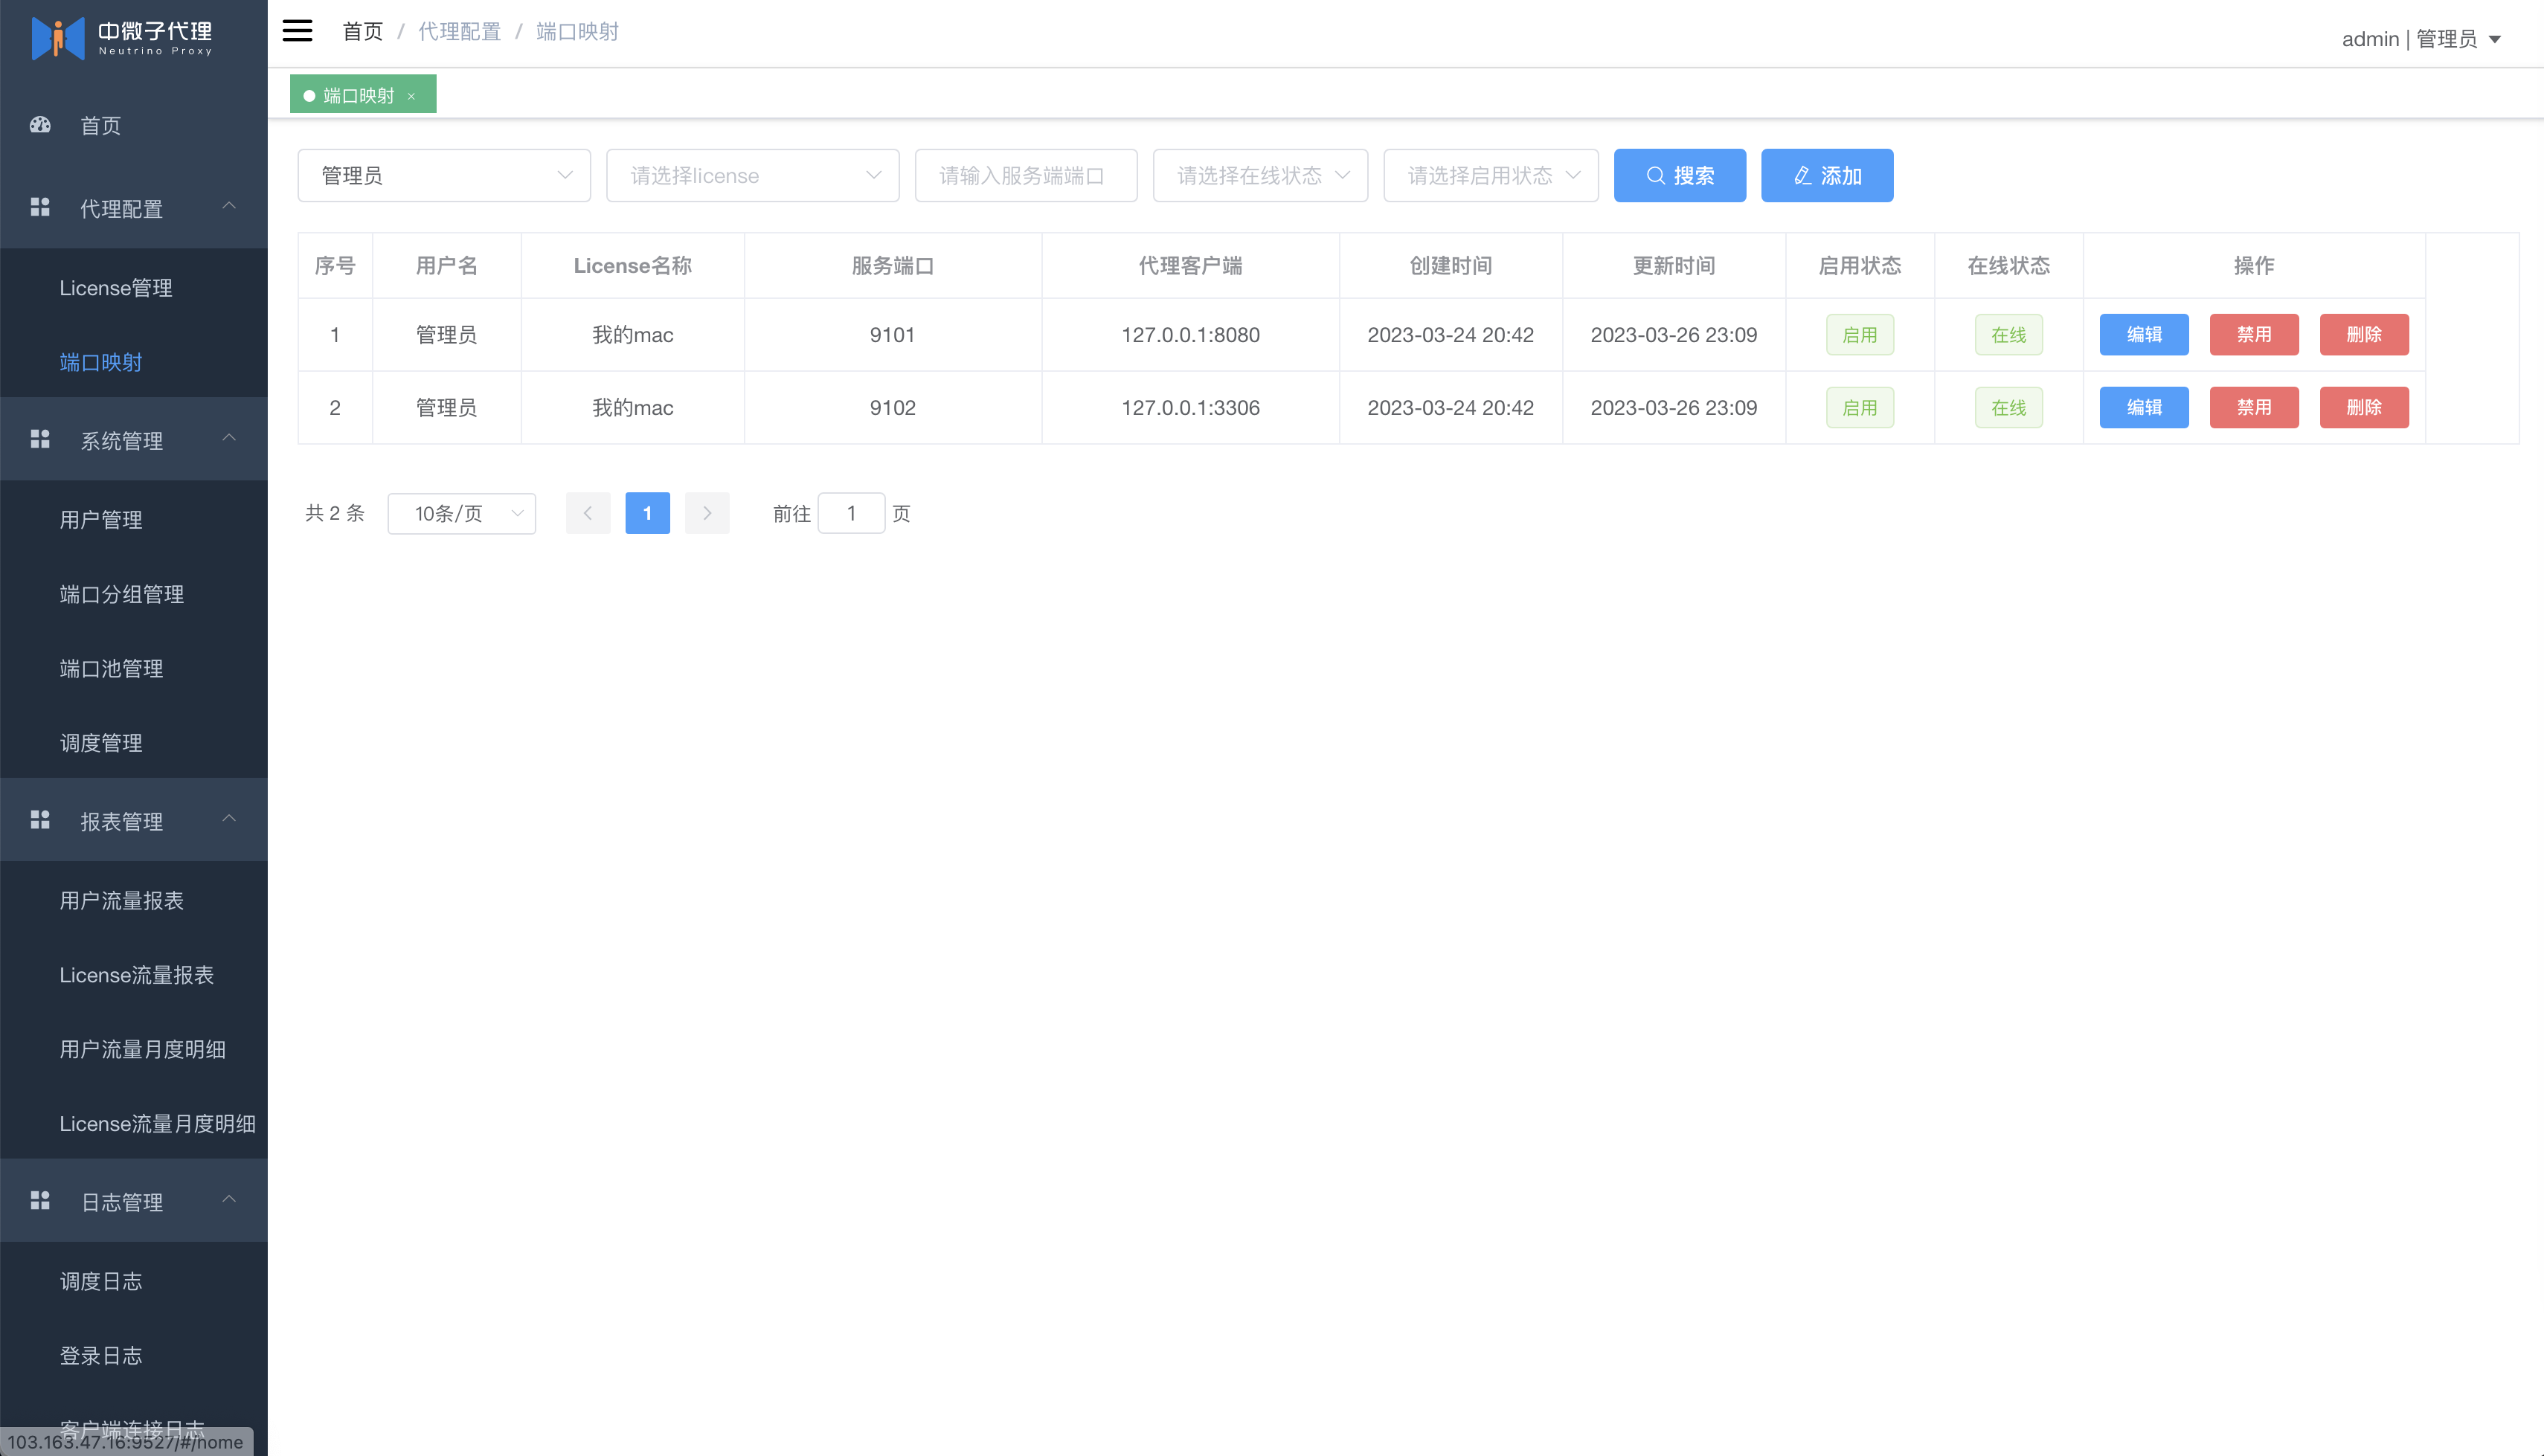 中微子代理
Neutrino Proxy
首页
代理配置
License管理
端口映射
系统管理
用户管理
端口分组管理
端口池管理
调度管理
报表管理
用户流量报表
License流量报表
用户流量月度明细
License流量月度明细
日志管理
调度日志
登录日志
客户端连接日志
103.163.47.16:9527/#/home
首页 / 代理配置 / 端口映射
admin | 管理员
端口映射 ×
管理员 请选择license 请输入服务端端口 请选择在线状态 请选择启用状态 搜索 添加
序号 用户名 License名称 服务端口 代理客户端 创建时间 更新时间 启用状态 在线状态 操作
1 管理员 我的mac 9101 127.0.0.1:8080 2023-03-24 20:42 2023-03-26 23:09 启用 在线 编辑 禁用 删除
2 管理员 我的mac 9102 127.0.0.1:3306 2023-03-24 20:42 2023-03-26 23:09 启用 在线 编辑 禁用 删除
共 2 条 10条/页 1 前往 1 页